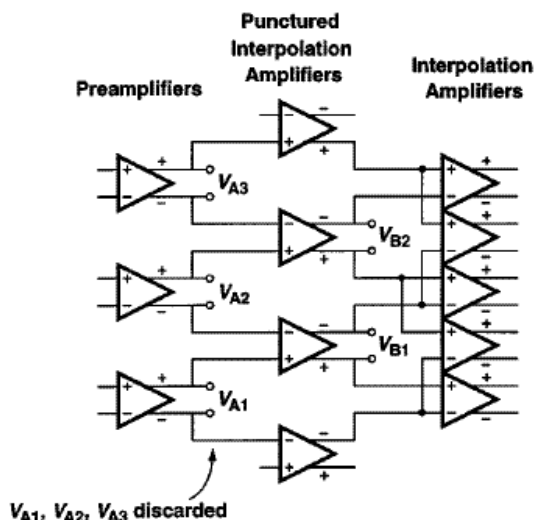 Punctured
Interpolation
Amplifiers
Preamplifiers
Interpolation
Amplifiers
VA3
VB2
VA2
VB1
VA1
VA1, VA2, VA3 discarded